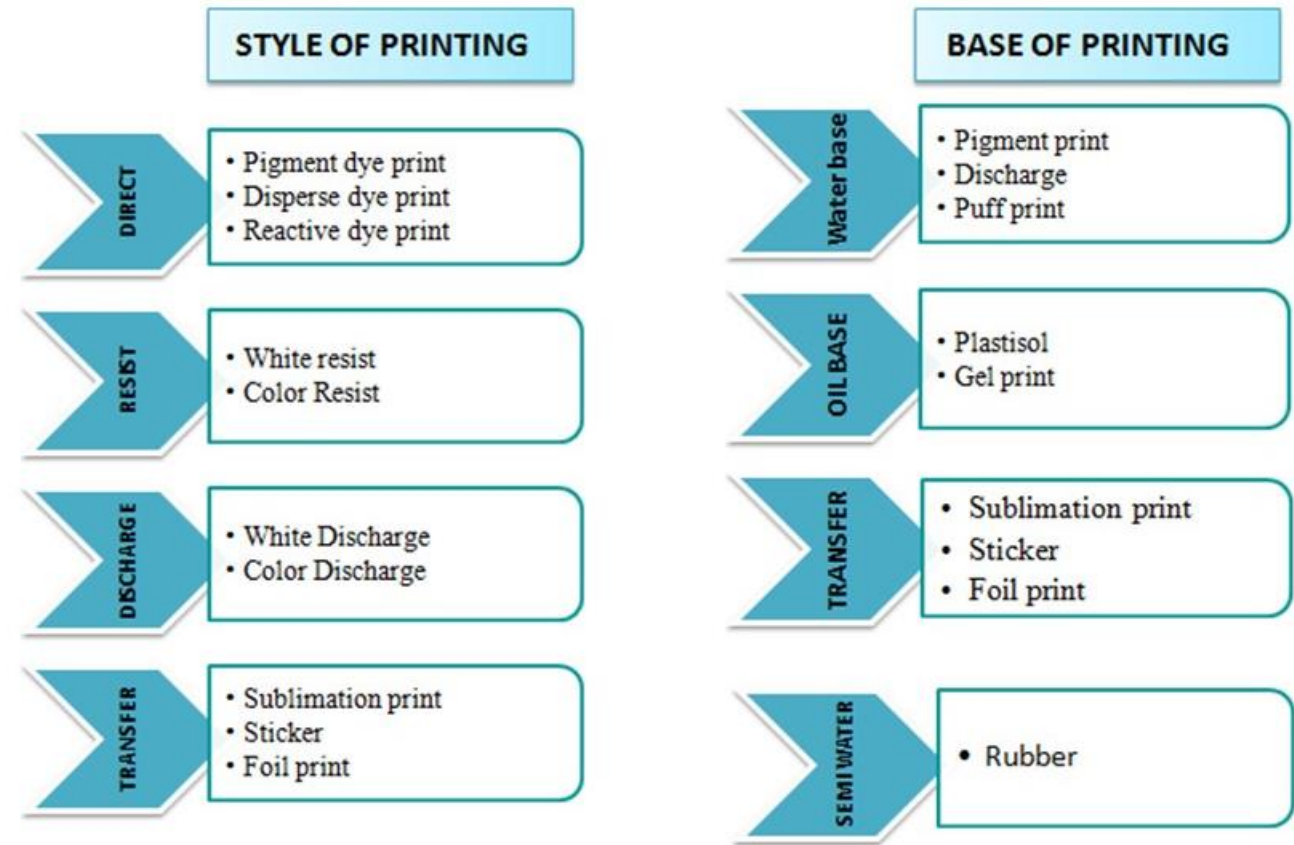 STYLE OF PRINTING
DIRECT
• Pigment dye print
• Disperse dye print
• Reactive dye print
RESIST
• White resist
• Color Resist
DISCHARGE
• White Discharge
• Color Discharge
TRANSFER
• Sublimation print
• Sticker
• Foil print
BASE OF PRINTING
Water base
• Pigment print
• Discharge
• Puff print
OIL BASE
• Plastisol
• Gel print
TRANSFER
• Sublimation print
• Sticker
• Foil print
SEMI WATER
• Rubber